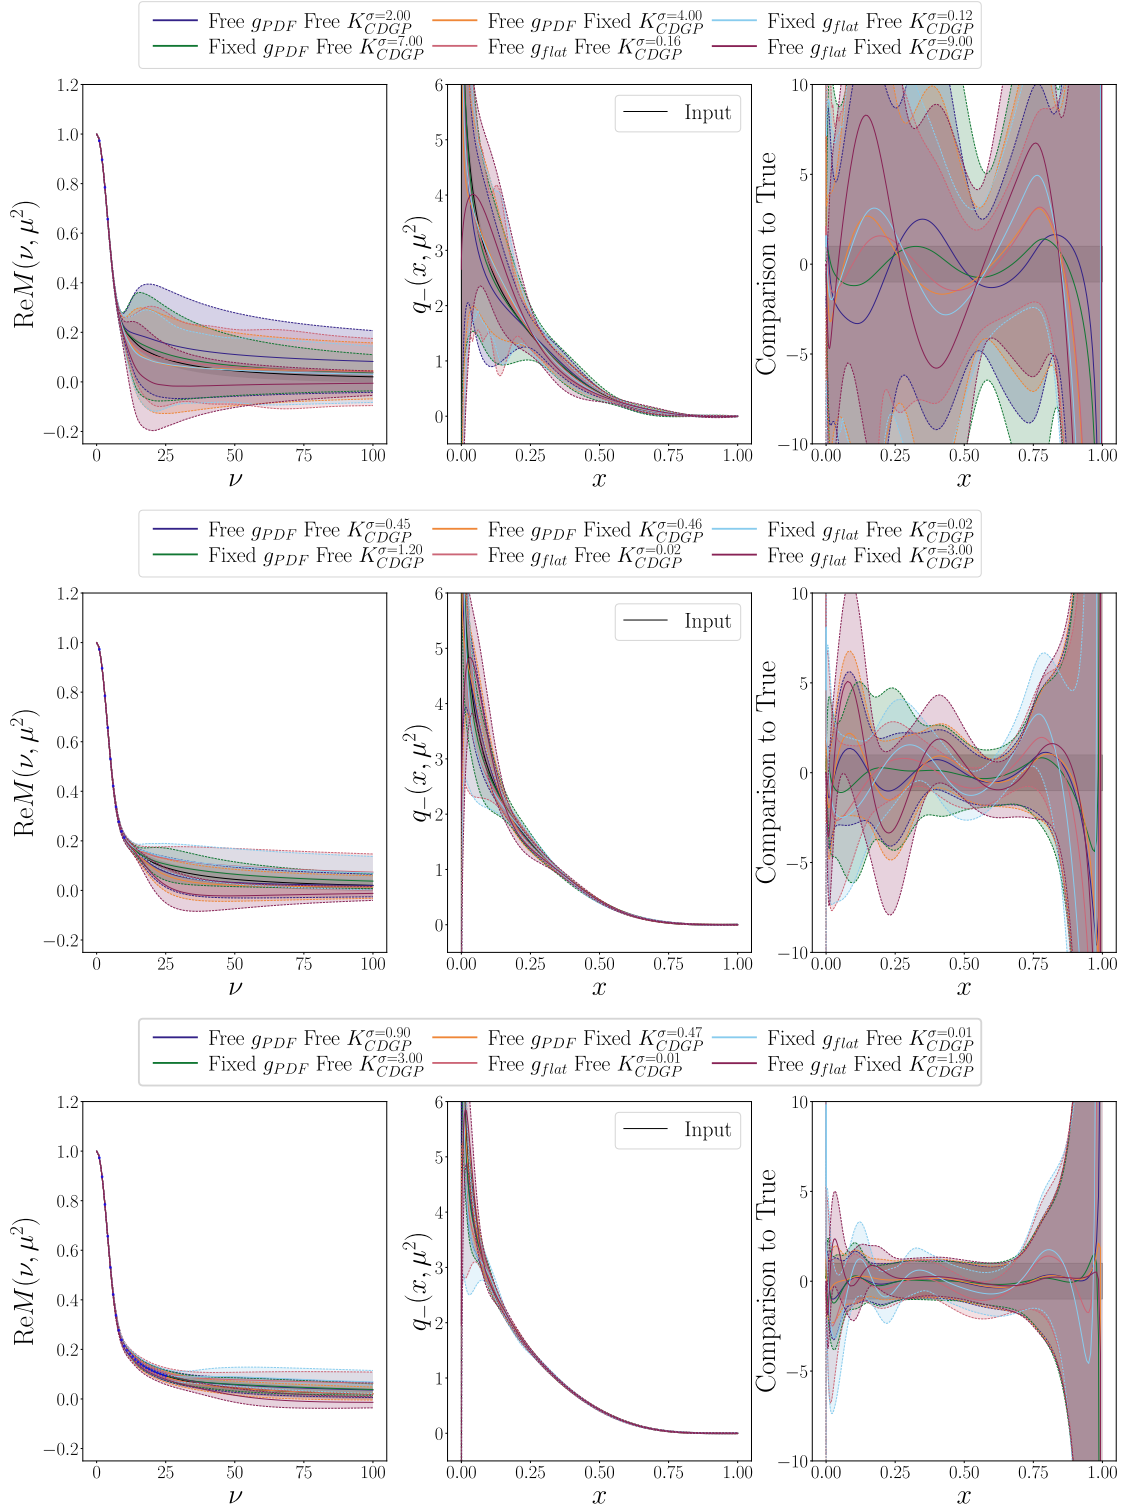 Free g_PDF Free K_CDGP^σ=2.00 Free g_PDF Fixed K_CDGP^σ=4.00 Fixed g_flat Free K_CDGP^σ=0.12
Fixed g_PDF Free K_CDGP^σ=7.00 Free g_flat Free K_CDGP^σ=0.16 Free g_flat Fixed K_CDGP^σ=9.00
ReM(ν, μ²)
1.2
1.0
0.8
0.6
0.4
0.2
0.0
−0.2
0 25 50 75 100
ν
q₋(x, μ²)
6
5
4
3
2
1
0
Input
0.00 0.25 0.50 0.75 1.00
x
Comparison to True
10
5
0
−5
−10
0.00 0.25 0.50 0.75 1.00
x
Free g_PDF Free K_CDGP^σ=0.45 Free g_PDF Fixed K_CDGP^σ=0.46 Fixed g_flat Free K_CDGP^σ=0.02
Fixed g_PDF Free K_CDGP^σ=1.20 Free g_flat Free K_CDGP^σ=0.02 Free g_flat Fixed K_CDGP^σ=3.00
ReM(ν, μ²)
1.2
1.0
0.8
0.6
0.4
0.2
0.0
−0.2
0 25 50 75 100
ν
q₋(x, μ²)
6
5
4
3
2
1
0
Input
0.00 0.25 0.50 0.75 1.00
x
Comparison to True
10
5
0
−5
−10
0.00 0.25 0.50 0.75 1.00
x
Free g_PDF Free K_CDGP^σ=0.90 Free g_PDF Fixed K_CDGP^σ=0.47 Fixed g_flat Free K_CDGP^σ=0.01
Fixed g_PDF Free K_CDGP^σ=3.00 Free g_flat Free K_CDGP^σ=0.01 Free g_flat Fixed K_CDGP^σ=1.90
ReM(ν, μ²)
1.2
1.0
0.8
0.6
0.4
0.2
0.0
−0.2
0 25 50 75 100
ν
q₋(x, μ²)
6
5
4
3
2
1
0
Input
0.00 0.25 0.50 0.75 1.00
x
Comparison to True
10
5
0
−5
−10
0.00 0.25 0.50 0.75 1.00
x